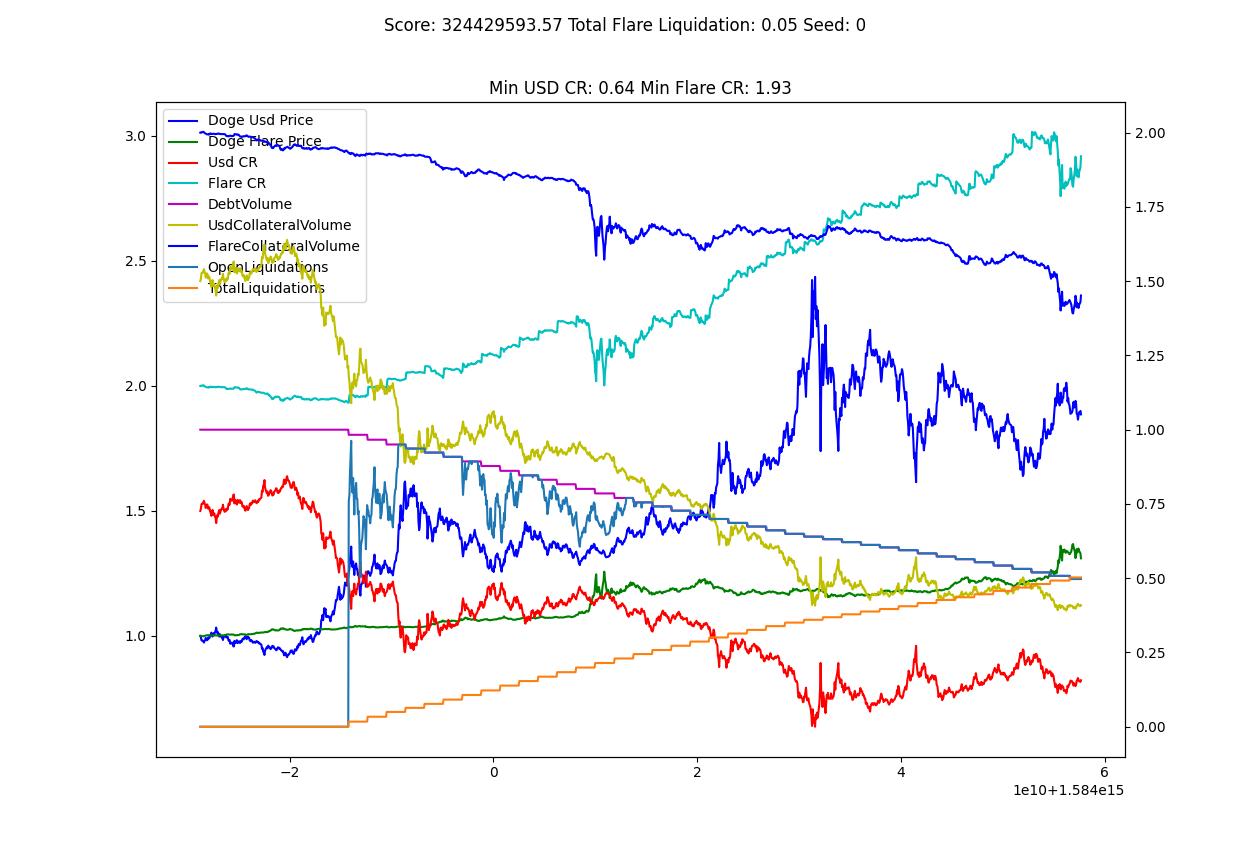 Score: 324429593.57 Total Flare Liquidation: 0.05 Seed: 0
Min USD CR: 0.64 Min Flare CR: 1.93
Doge Usd Price
Doge Flare Price
Usd CR
Flare CR
DebtVolume
UsdCollateralVolume
FlareCollateralVolume
OpenLiquidations
TotalLiquidations
3.0
2.5
2.0
1.5
1.0
2.00
1.75
1.50
1.25
1.00
0.75
0.50
0.25
0.00
−2 0 2 4 6
1e10+1.584e15